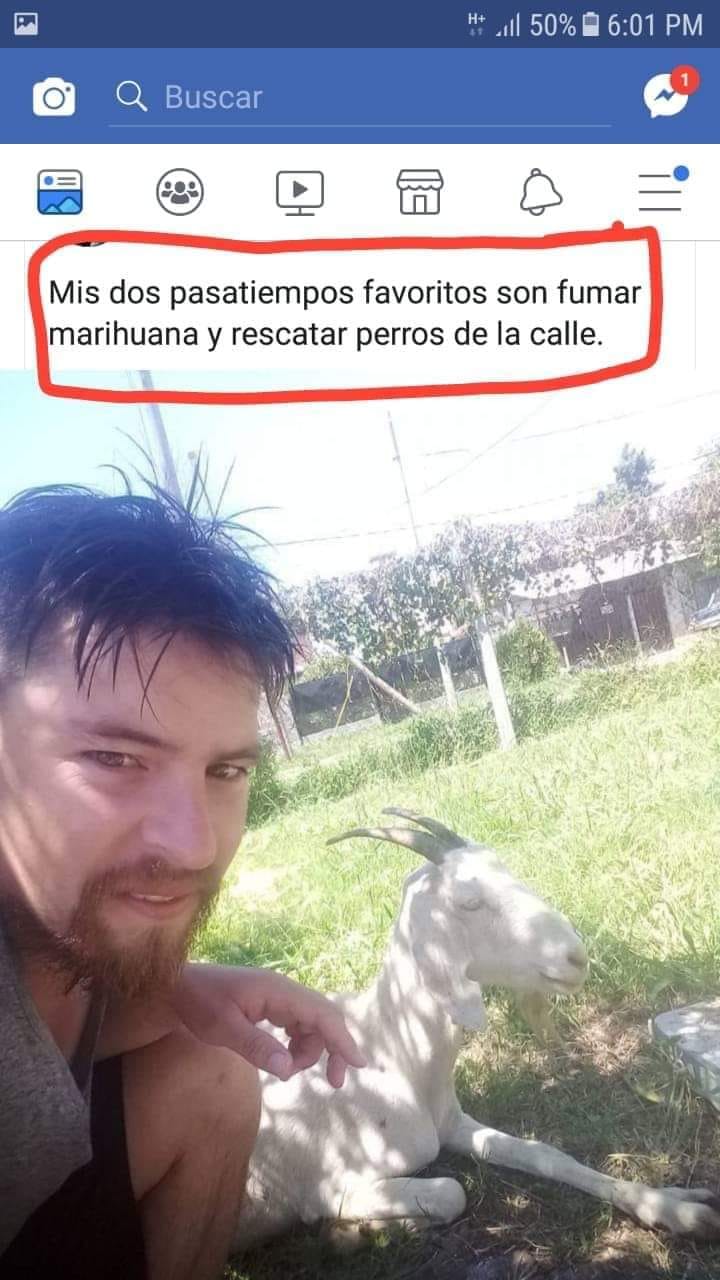 H+ 50% 6:01 PM
Buscar
1
Mis dos pasatiempos favoritos son fumar
marihuana y rescatar perros de la calle.